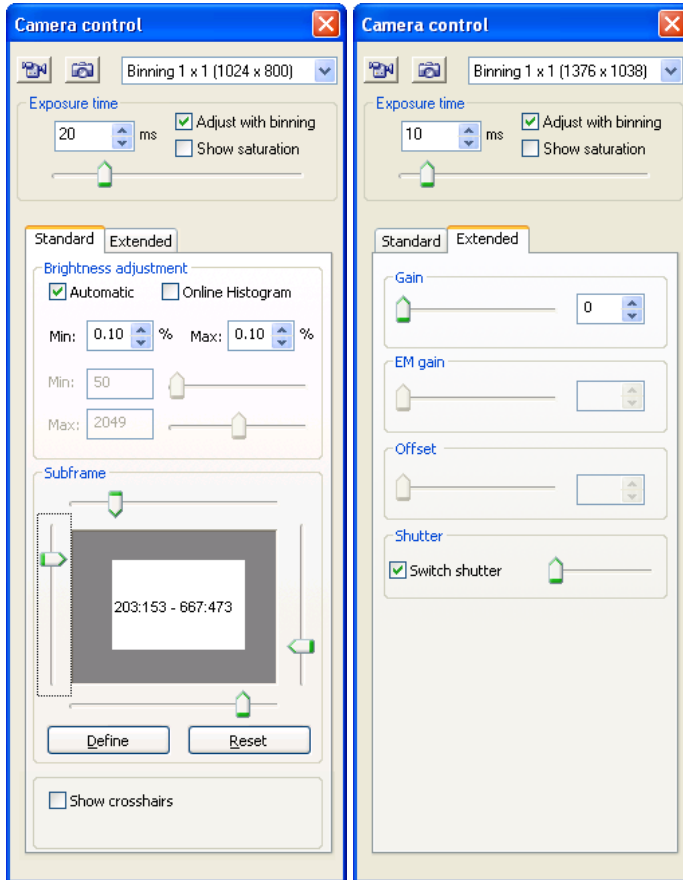 Camera control
Binning 1 x 1 (1024 x 800)
Exposure time
20 ms
Adjust with binning
Show saturation
Standard Extended
Brightness adjustment
Automatic Online Histogram
Min: 0.10 % Max: 0.10 %
Min: 50
Max: 2049
Subframe
203:153 - 667:473
Define Reset
Show crosshairs
Camera control
Binning 1 x 1 (1376 x 1038)
Exposure time
10 ms
Adjust with binning
Show saturation
Standard Extended
Gain
0
EM gain
Offset
Shutter
Switch shutter